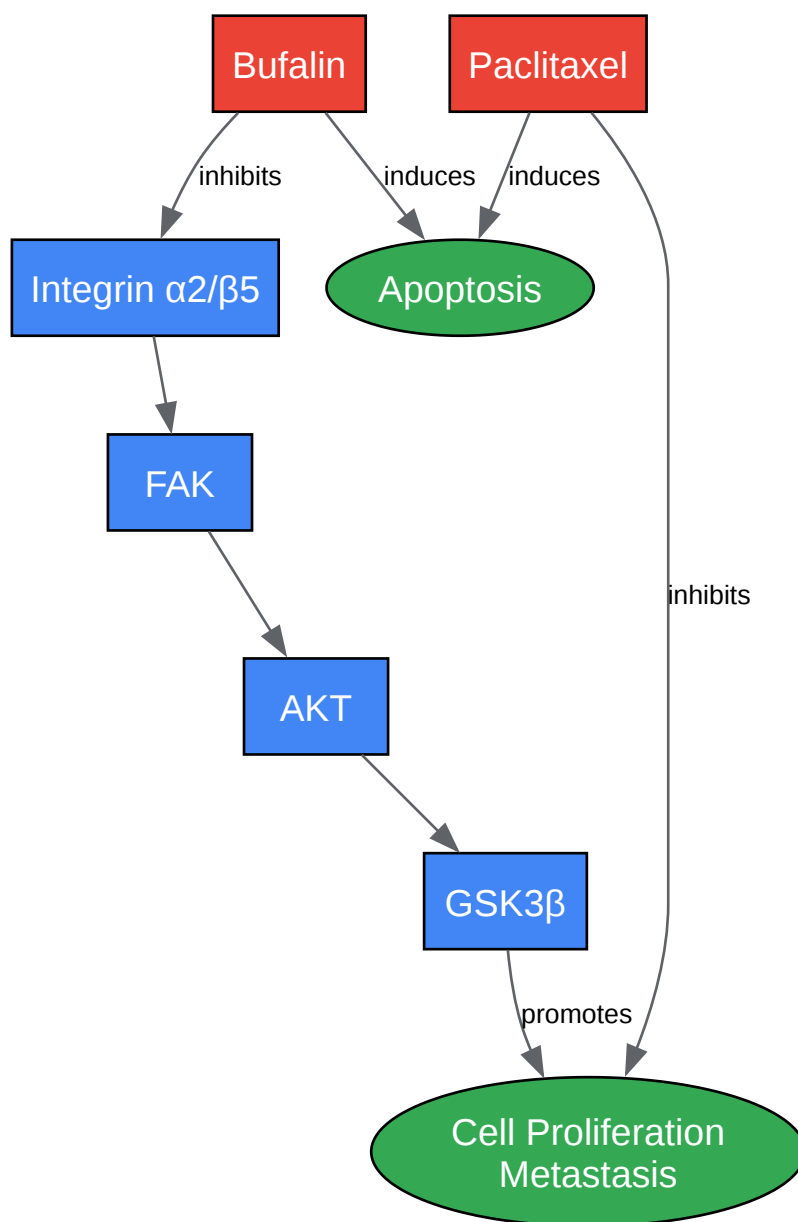 Bufalin
Paclitaxel
inhibits
induces
induces
Integrin α2/β5
Apoptosis
FAK
inhibits
AKT
GSK3β
promotes
Cell Proliferation
Metastasis